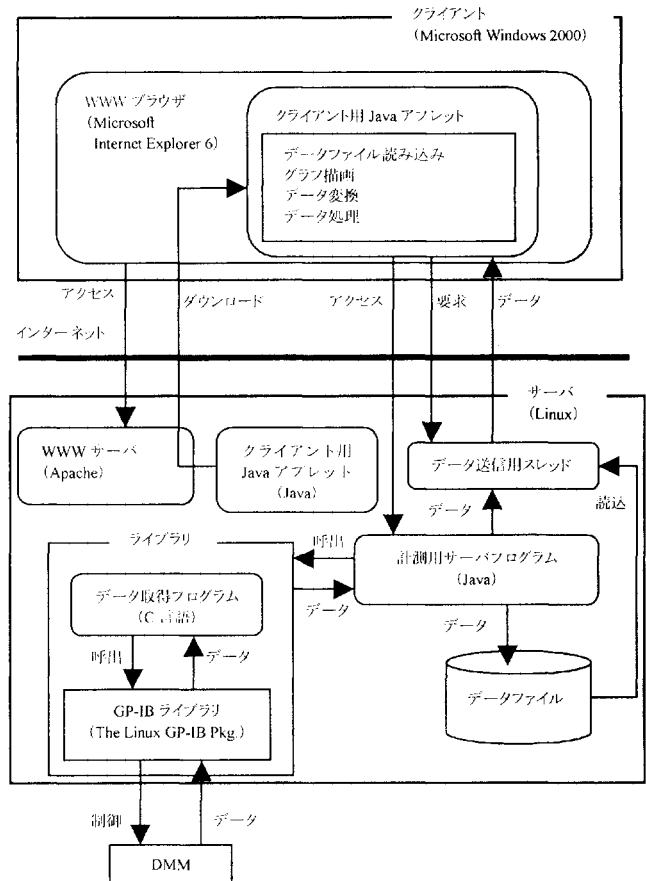 クライアント
(Microsoft Windows 2000)
WWW ブラウザ
(Microsoft
Internet Explorer 6)
クライアント用 Java アプレット
データファイル読み込み
グラフ描画
データ変換
データ処理
アクセス
ダウンロード
アクセス
要求
データ
インターネット
サーバ
(Linux)
WWW サーバ
(Apache)
クライアント用
Java アプレット
(Java)
データ送信用スレッド
データ
読込
ライブラリ
呼出
計測用サーバプログラム
(Java)
データ取得プログラム
(C 言語)
データ
データ
呼出
データ
データファイル
GP-IB ライブラリ
(The Linux GP-IB Pkg.)
制御
データ
DMM